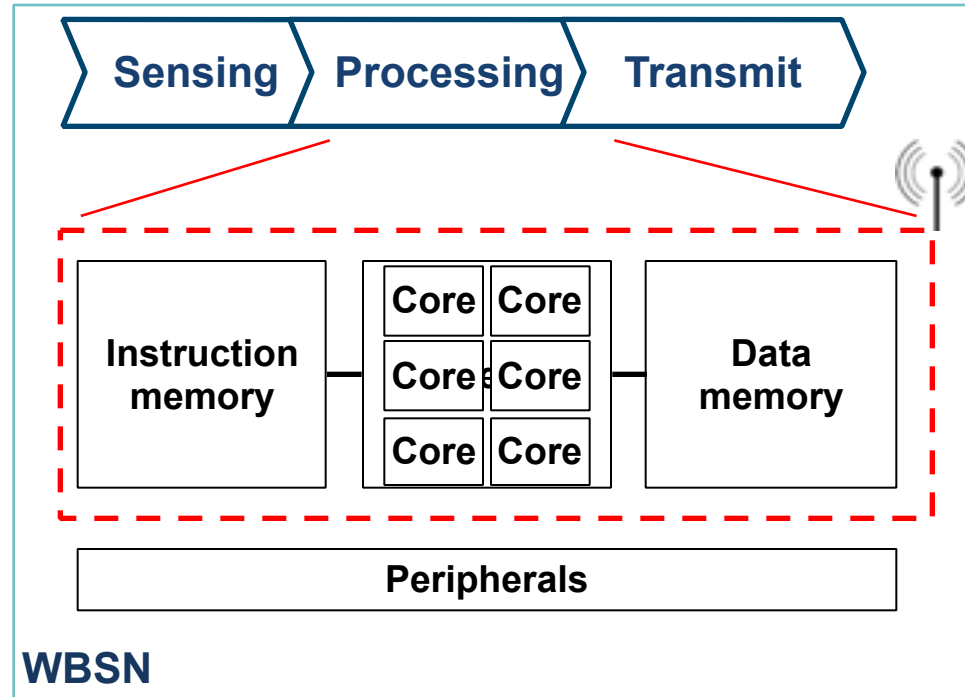 Sensing Processing Transmit
Core Core
Instruction
memory
Core Core
Data
memory
Core Core
Peripherals
WBSN